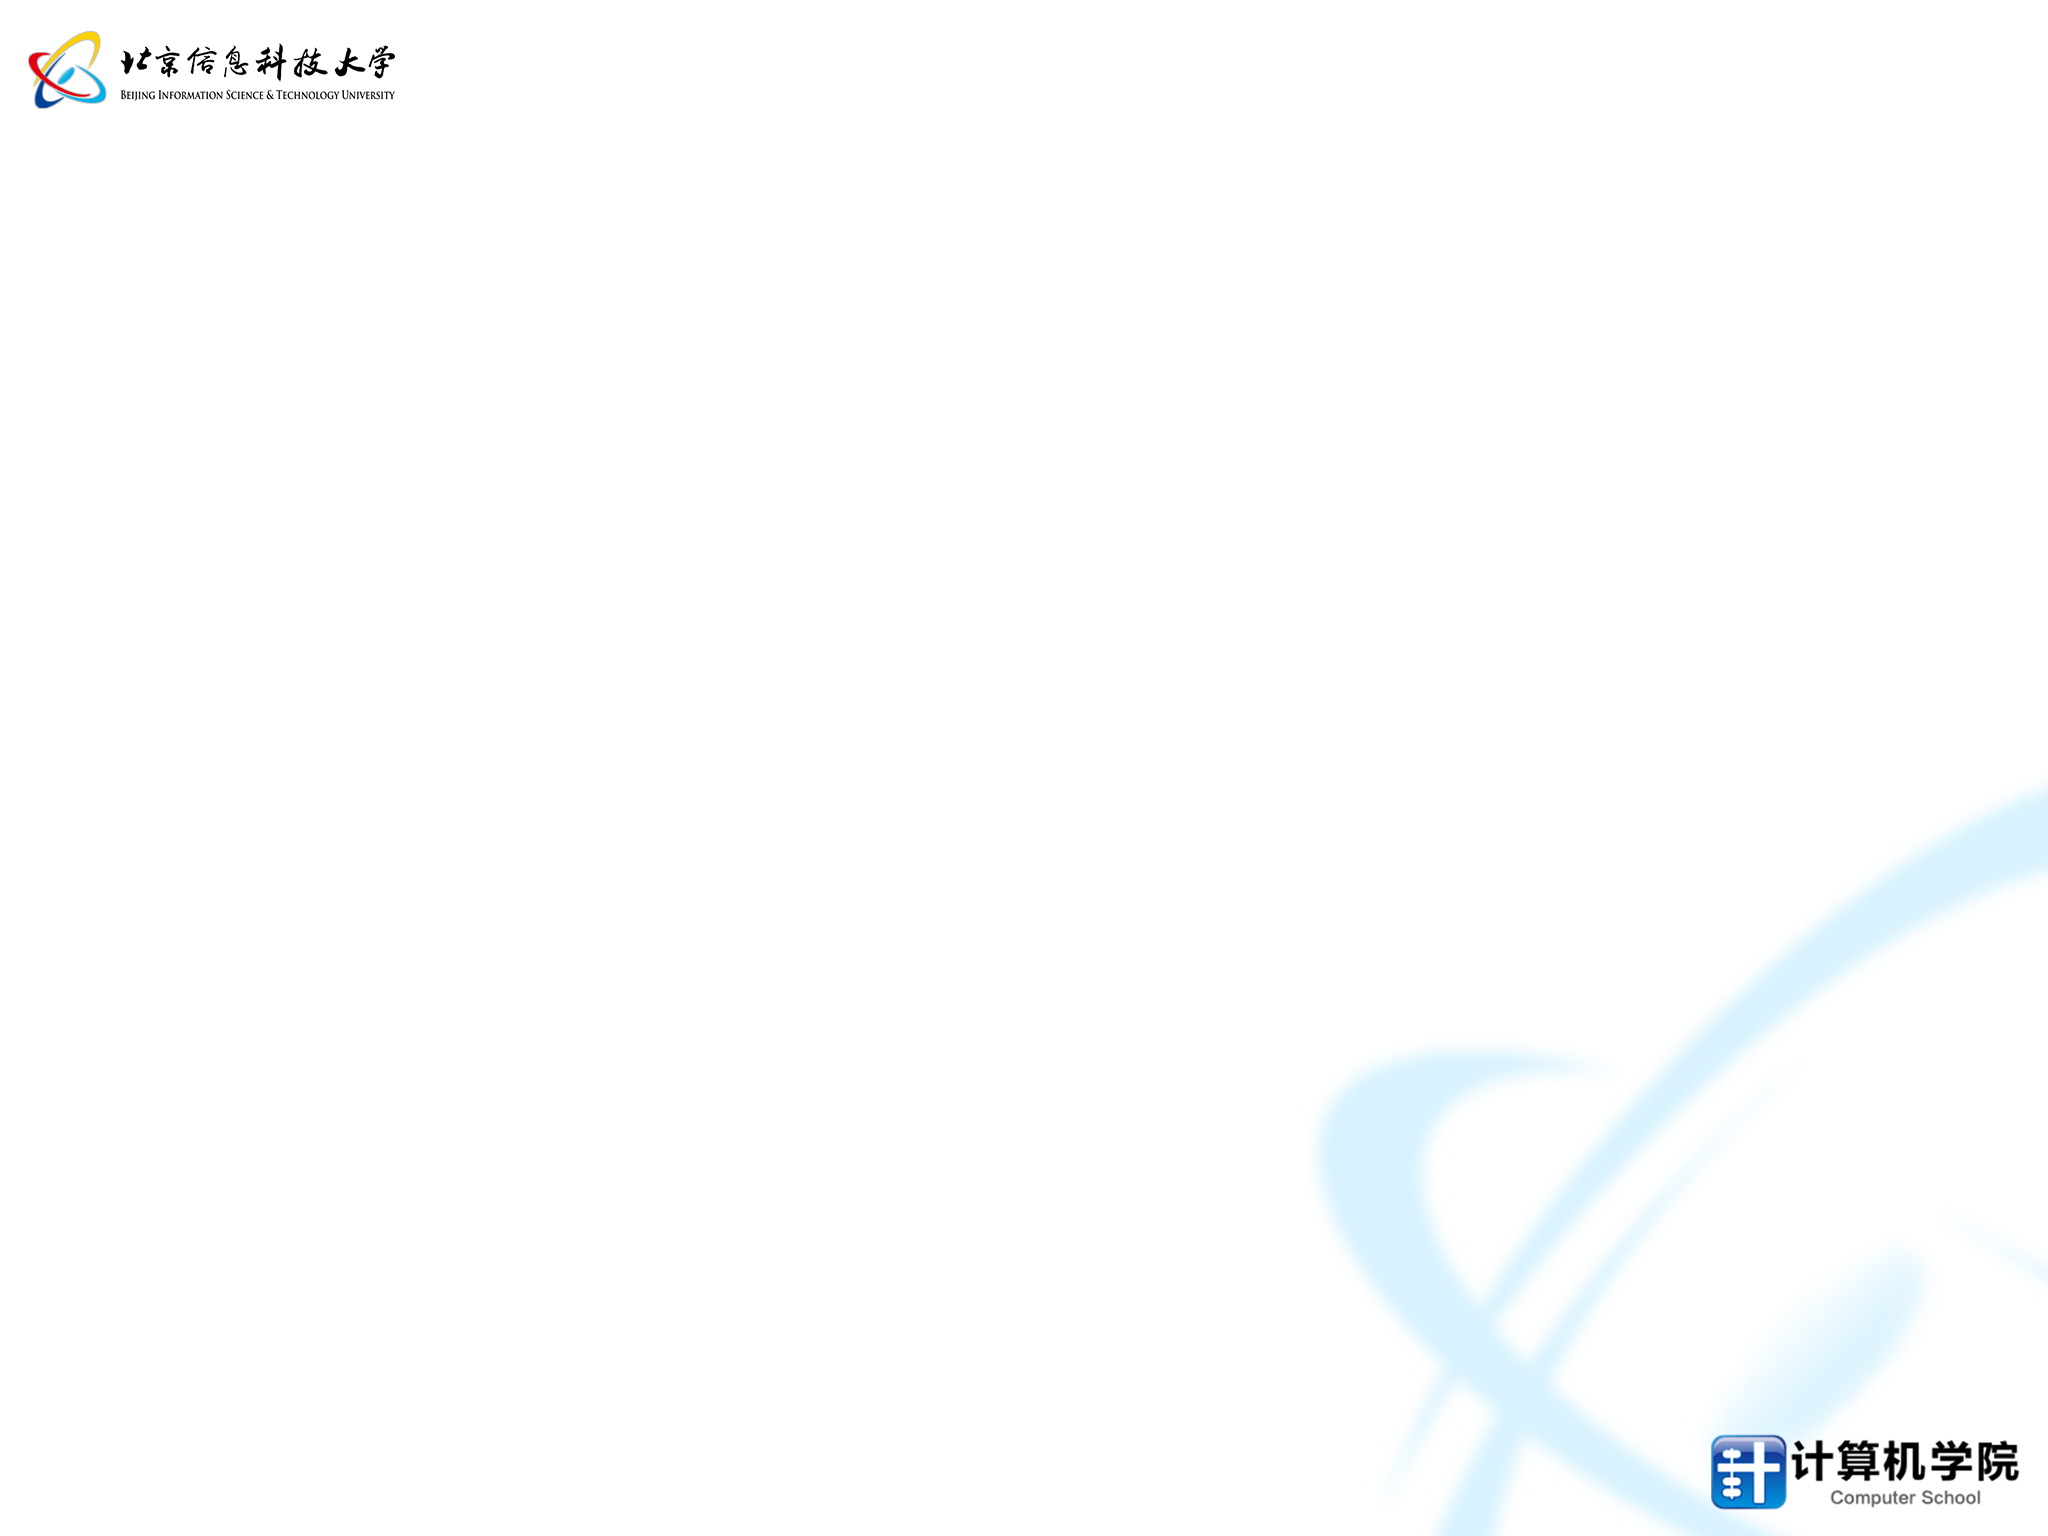 北京信息科技大学
BEIJING INFORMATION SCIENCE & TECHNOLOGY UNIVERSITY
计算机学院
Computer School